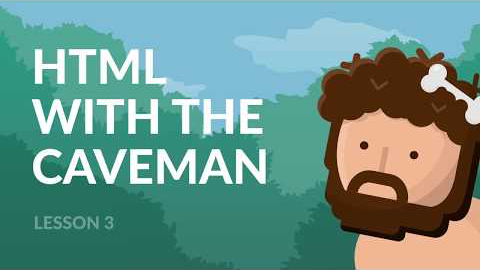 HTML
WITH THE
CAVEMAN
LESSON 3